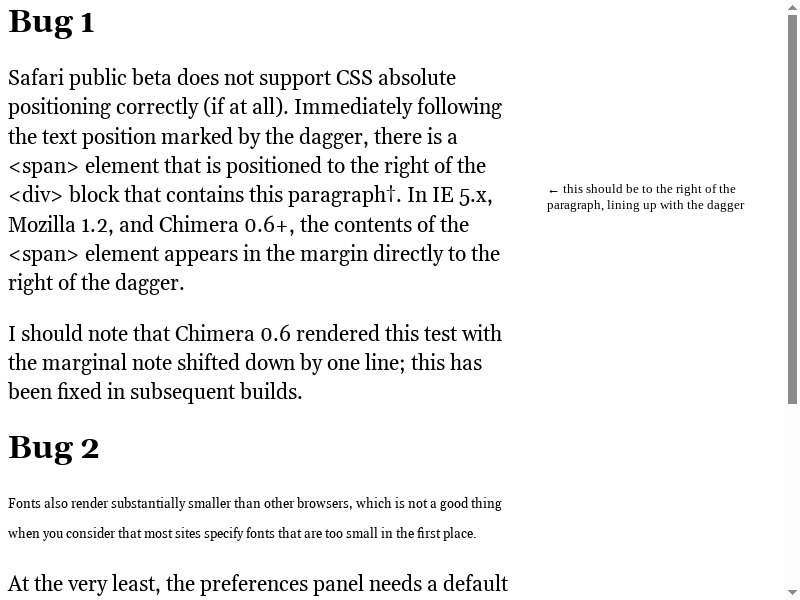 Bug 1
Safari public beta does not support CSS absolute
positioning correctly (if at all). Immediately following
the text position marked by the dagger, there is a
<span> element that is positioned to the right of the
<div> block that contains this paragraph†. In IE 5.x,
Mozilla 1.2, and Chimera 0.6+, the contents of the
<span> element appears in the margin directly to the
right of the dagger.
← this should be to the right of the
paragraph, lining up with the dagger
I should note that Chimera 0.6 rendered this test with
the marginal note shifted down by one line; this has
been fixed in subsequent builds.
Bug 2
Fonts also render substantially smaller than other browsers, which is not a good thing
when you consider that most sites specify fonts that are too small in the first place.
At the very least, the preferences panel needs a default